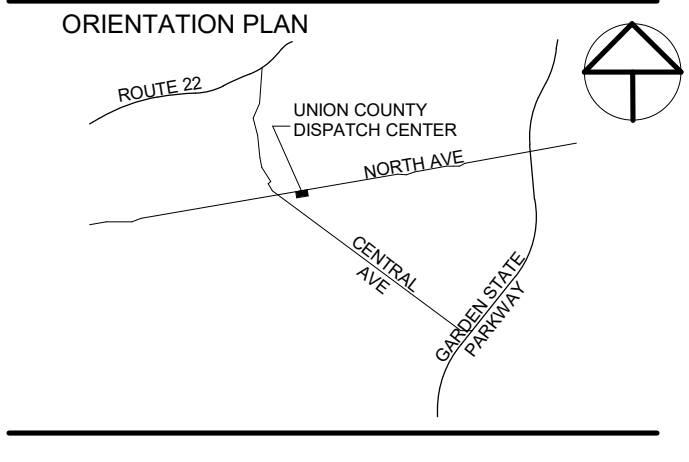 ORIENTATION PLAN
ROUTE 22
UNION COUNTY
DISPATCH CENTER
NORTH AVE
CENTRAL
AVE
GARDEN STATE
PARKWAY